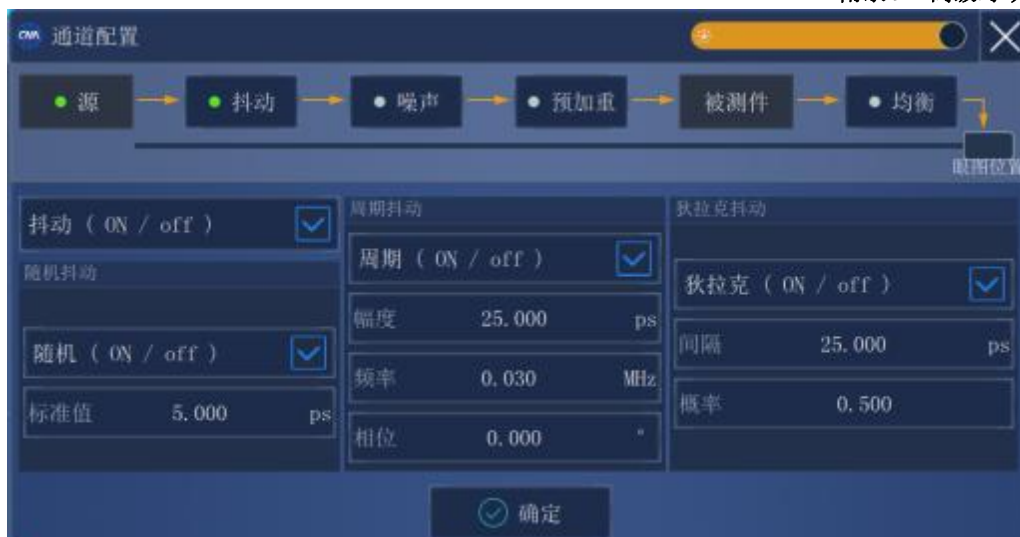 CNA 通道配置
源 抖动 噪声 预加重 被测件 均衡
眼图位置
抖动 ( ON / off )
随机抖动
随机 ( ON / off )
标准值 5.000 ps
周期抖动
周期 ( ON / off )
幅度 25.000 ps
频率 0.030 MHz
相位 0.000 °
狄拉克抖动
狄拉克 ( ON / off )
间隔 25.000 ps
概率 0.500
确定